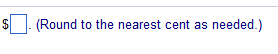 $ . (Round to the nearest cent as needed.)